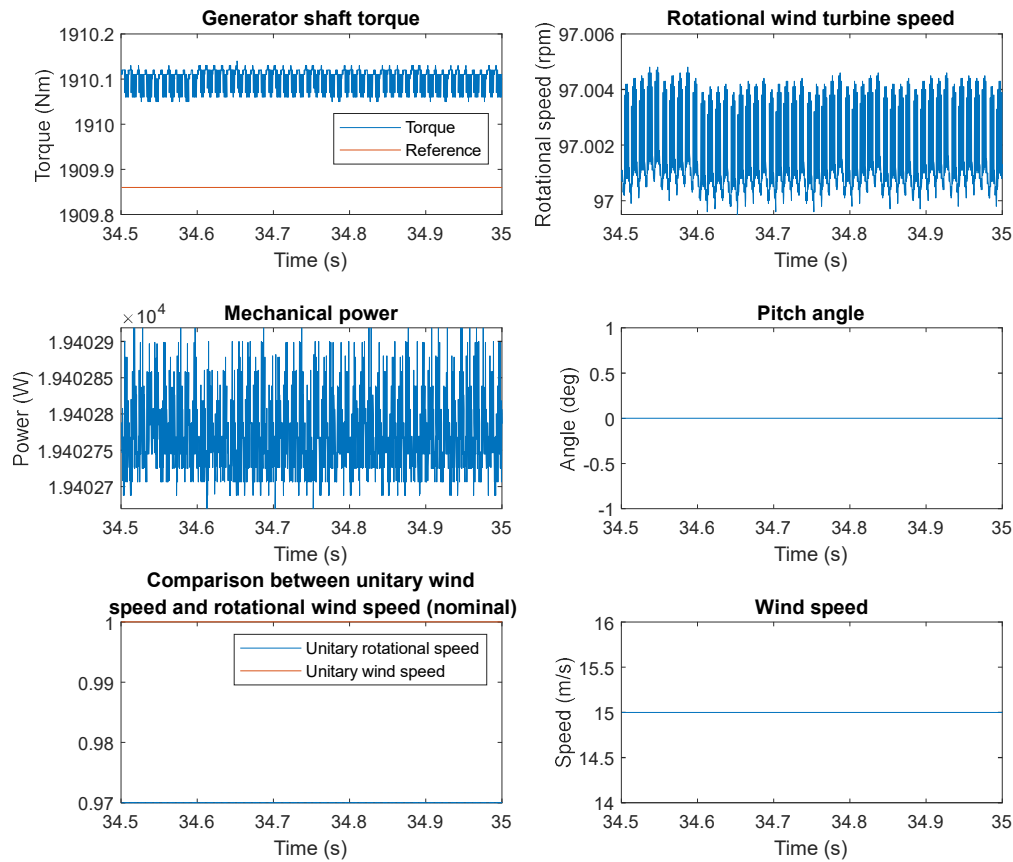 Generator shaft torque
Torque (Nm)
1910.2
1910.1
1910
1909.9
1909.8
Torque
Reference
34.5 34.6 34.7 34.8 34.9 35
Time (s)
Rotational wind turbine speed
Rotational speed (rpm)
97.006
97.004
97.002
97
34.5 34.6 34.7 34.8 34.9 35
Time (s)
Mechanical power
×10⁴
Power (W)
1.94029
1.940285
1.94028
1.940275
1.94027
34.5 34.6 34.7 34.8 34.9 35
Time (s)
Pitch angle
Angle (deg)
1
0.5
0
-0.5
-1
34.5 34.6 34.7 34.8 34.9 35
Time (s)
Comparison between unitary wind
speed and rotational wind speed (nominal)
1
0.99
0.98
0.97
Unitary rotational speed
Unitary wind speed
34.5 34.6 34.7 34.8 34.9 35
Time (s)
Wind speed
Speed (m/s)
16
15.5
15
14.5
14
34.5 34.6 34.7 34.8 34.9 35
Time (s)